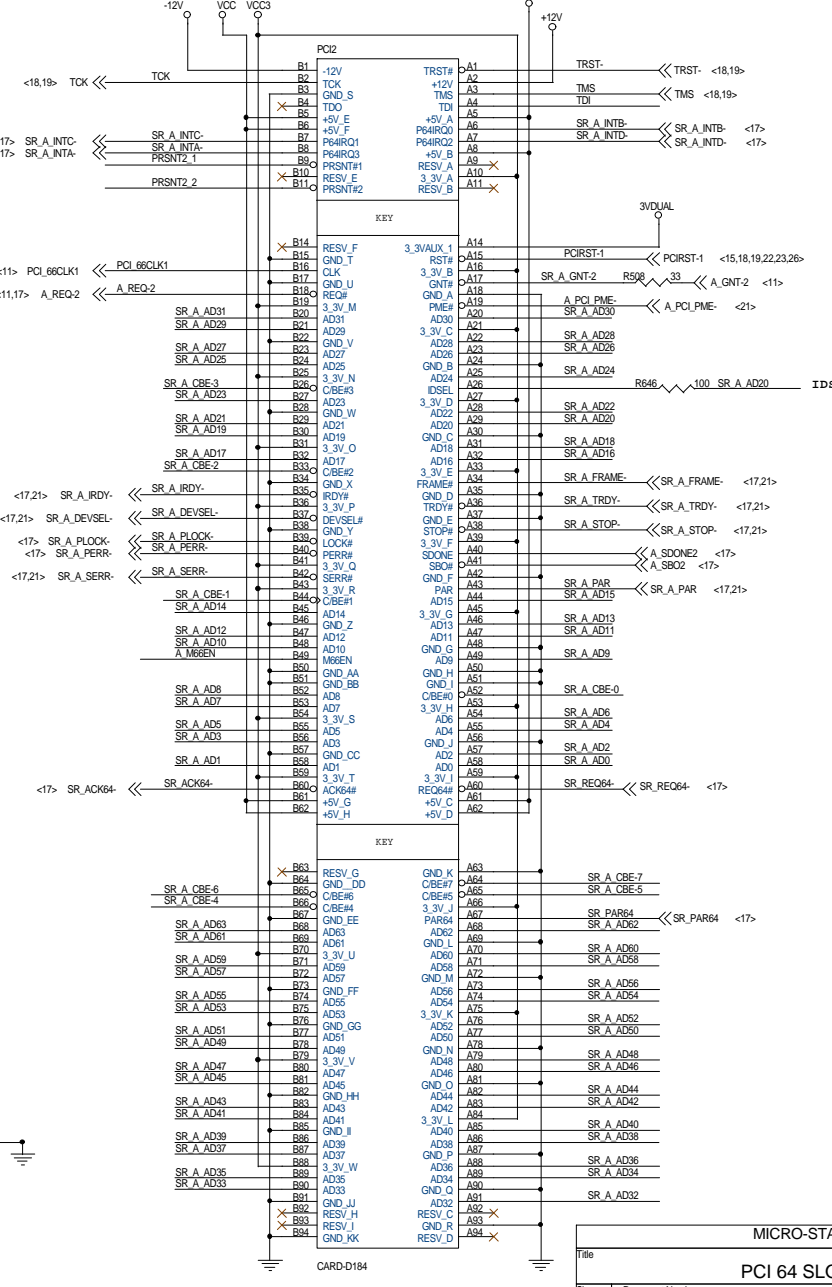 -12V VCC VCC3
+12V
PCI2
B1 -12V TRST# A1 TRST- TRST- <18,19>
<18,19> TCK TCK B2 TCK +12V A2
B3 GND_S TMS A3 TMS TMS <18,19>
B4 TDO TDI A4 TDI
B5 +5V_E +5V_A A5
B6 +5V_F P64IRQ0 A6 SR_A_INTB- SR_A_INTB- <17>
17> SR_A_INTC- SR_A_INTC- B7 P64IRQ1 P64IRQ2 A7 SR_A_INTD- SR_A_INTD- <17>
17> SR_A_INTA- SR_A_INTA- B8 P64IRQ3 +5V_B A8
PRSNT2_1 B9 PRSNT#1 RESV_A A9
B10 RESV_E 3_3V_A A10
PRSNT2_2 B11 PRSNT#2 RESV_B A11
KEY
3VDUAL
B14 RESV_F 3_3VAUX_1 A14
B15 GND_T RST# A15 PCIRST-1 PCIRST-1 <15,18,19,22,23,26>
<11> PCI_66CLK1 PCI_66CLK1 B16 CLK 3_3V_B A16
B17 GND_U GNT# A17 SR_A_GNT-2 R508 33 A_GNT-2 <11>
<11,17> A_REQ-2 A_REQ-2 B18 REQ# GND_A A18
B19 3_3V_M PME# A19 A_PCI_PME- A_PCI_PME- <21>
SR_A_AD31 B20 AD31 AD30 A20 SR_A_AD30
SR_A_AD29 B21 AD29 3_3V_C A21
B22 GND_V AD28 A22 SR_A_AD28
SR_A_AD27 B23 AD27 AD26 A23 SR_A_AD26
SR_A_AD25 B24 AD25 GND_B A24
B25 3_3V_N AD24 A25 SR_A_AD24
SR_A_CBE-3 B26 C/BE#3 IDSEL A26 R646 100 SR_A_AD20 IDS
SR_A_AD23 B27 AD23 3_3V_D A27
B28 GND_W AD22 A28 SR_A_AD22
SR_A_AD21 B29 AD21 AD20 A29 SR_A_AD20
SR_A_AD19 B30 AD19 GND_C A30
B31 3_3V_O AD18 A31 SR_A_AD18
SR_A_AD17 B32 AD17 AD16 A32 SR_A_AD16
SR_A_CBE-2 B33 C/BE#2 3_3V_E A33
B34 GND_X FRAME# A34 SR_A_FRAME- SR_A_FRAME- <17,21>
<17,21> SR_A_IRDY- SR_A_IRDY- B35 IRDY# GND_D A35
B36 3_3V_P TRDY# A36 SR_A_TRDY- SR_A_TRDY- <17,21>
<17,21> SR_A_DEVSEL- SR_A_DEVSEL- B37 DEVSEL# GND_E A37
B38 GND_Y STOP# A38 SR_A_STOP- SR_A_STOP- <17,21>
<17> SR_A_PLOCK- SR_A_PLOCK- B39 LOCK# 3_3V_F A39
<17> SR_A_PERR- SR_A_PERR- B40 PERR# SDONE A40 A_SDONE2 <17>
B41 3_3V_Q SBO# A41 A_SBO2 <17>
<17,21> SR_A_SERR- SR_A_SERR- B42 SERR# GND_F A42
B43 3_3V_R PAR A43 SR_A_PAR SR_A_PAR <17,21>
SR_A_CBE-1 B44 C/BE#1 AD15 A44 SR_A_AD15
SR_A_AD14 B45 AD14 3_3V_G A45
B46 GND_Z AD13 A46 SR_A_AD13
SR_A_AD12 B47 AD12 AD11 A47 SR_A_AD11
SR_A_AD10 B48 AD10 GND_G A48
A_M66EN B49 M66EN AD9 A49 SR_A_AD9
B50 GND_AA GND_H A50
B51 GND_BB GND_I A51
SR_A_AD8 B52 AD8 C/BE#0 A52 SR_A_CBE-0
SR_A_AD7 B53 AD7 3_3V_H A53
B54 3_3V_S AD6 A54 SR_A_AD6
SR_A_AD5 B55 AD5 AD4 A55 SR_A_AD4
SR_A_AD3 B56 AD3 GND_J A56
B57 GND_CC AD2 A57 SR_A_AD2
SR_A_AD1 B58 AD1 AD0 A58 SR_A_AD0
B59 3_3V_T 3_3V_I A59
<17> SR_ACK64- SR_ACK64- B60 ACK64# REQ64# A60 SR_REQ64- SR_REQ64- <17>
B61 +5V_G +5V_C A61
B62 +5V_H +5V_D A62
KEY
B63 RESV_G GND_K A63
B64 GND__DD C/BE#7 A64 SR_A_CBE-7
SR_A_CBE-6 B65 C/BE#6 C/BE#5 A65 SR_A_CBE-5
SR_A_CBE-4 B66 C/BE#4 3_3V_J A66
B67 GND_EE PAR64 A67 SR_PAR64 SR_PAR64 <17>
SR_A_AD63 B68 AD63 AD62 A68 SR_A_AD62
SR_A_AD61 B69 AD61 GND_L A69
B70 3_3V_U AD60 A70 SR_A_AD60
SR_A_AD59 B71 AD59 AD58 A71 SR_A_AD58
SR_A_AD57 B72 AD57 GND_M A72
B73 GND_FF AD56 A73 SR_A_AD56
SR_A_AD55 B74 AD55 AD54 A74 SR_A_AD54
SR_A_AD53 B75 AD53 3_3V_K A75
B76 GND_GG AD52 A76 SR_A_AD52
SR_A_AD51 B77 AD51 AD50 A77 SR_A_AD50
SR_A_AD49 B78 AD49 GND_N A78
B79 3_3V_V AD48 A79 SR_A_AD48
SR_A_AD47 B80 AD47 AD46 A80 SR_A_AD46
SR_A_AD45 B81 AD45 GND_O A81
B82 GND_HH AD44 A82 SR_A_AD44
SR_A_AD43 B83 AD43 AD42 A83 SR_A_AD42
SR_A_AD41 B84 AD41 3_3V_L A84
B85 GND_II AD40 A85 SR_A_AD40
SR_A_AD39 B86 AD39 AD38 A86 SR_A_AD38
SR_A_AD37 B87 AD37 GND_P A87
B88 3_3V_W AD36 A88 SR_A_AD36
SR_A_AD35 B89 AD35 AD34 A89 SR_A_AD34
SR_A_AD33 B90 AD33 GND_Q A90
B91 GND_JJ AD32 A91 SR_A_AD32
B92 RESV_H RESV_C A92
B93 RESV_I GND_R A93
B94 GND_KK RESV_D A94
CARD-D184
MICRO-STA
Title
PCI 64 SLO